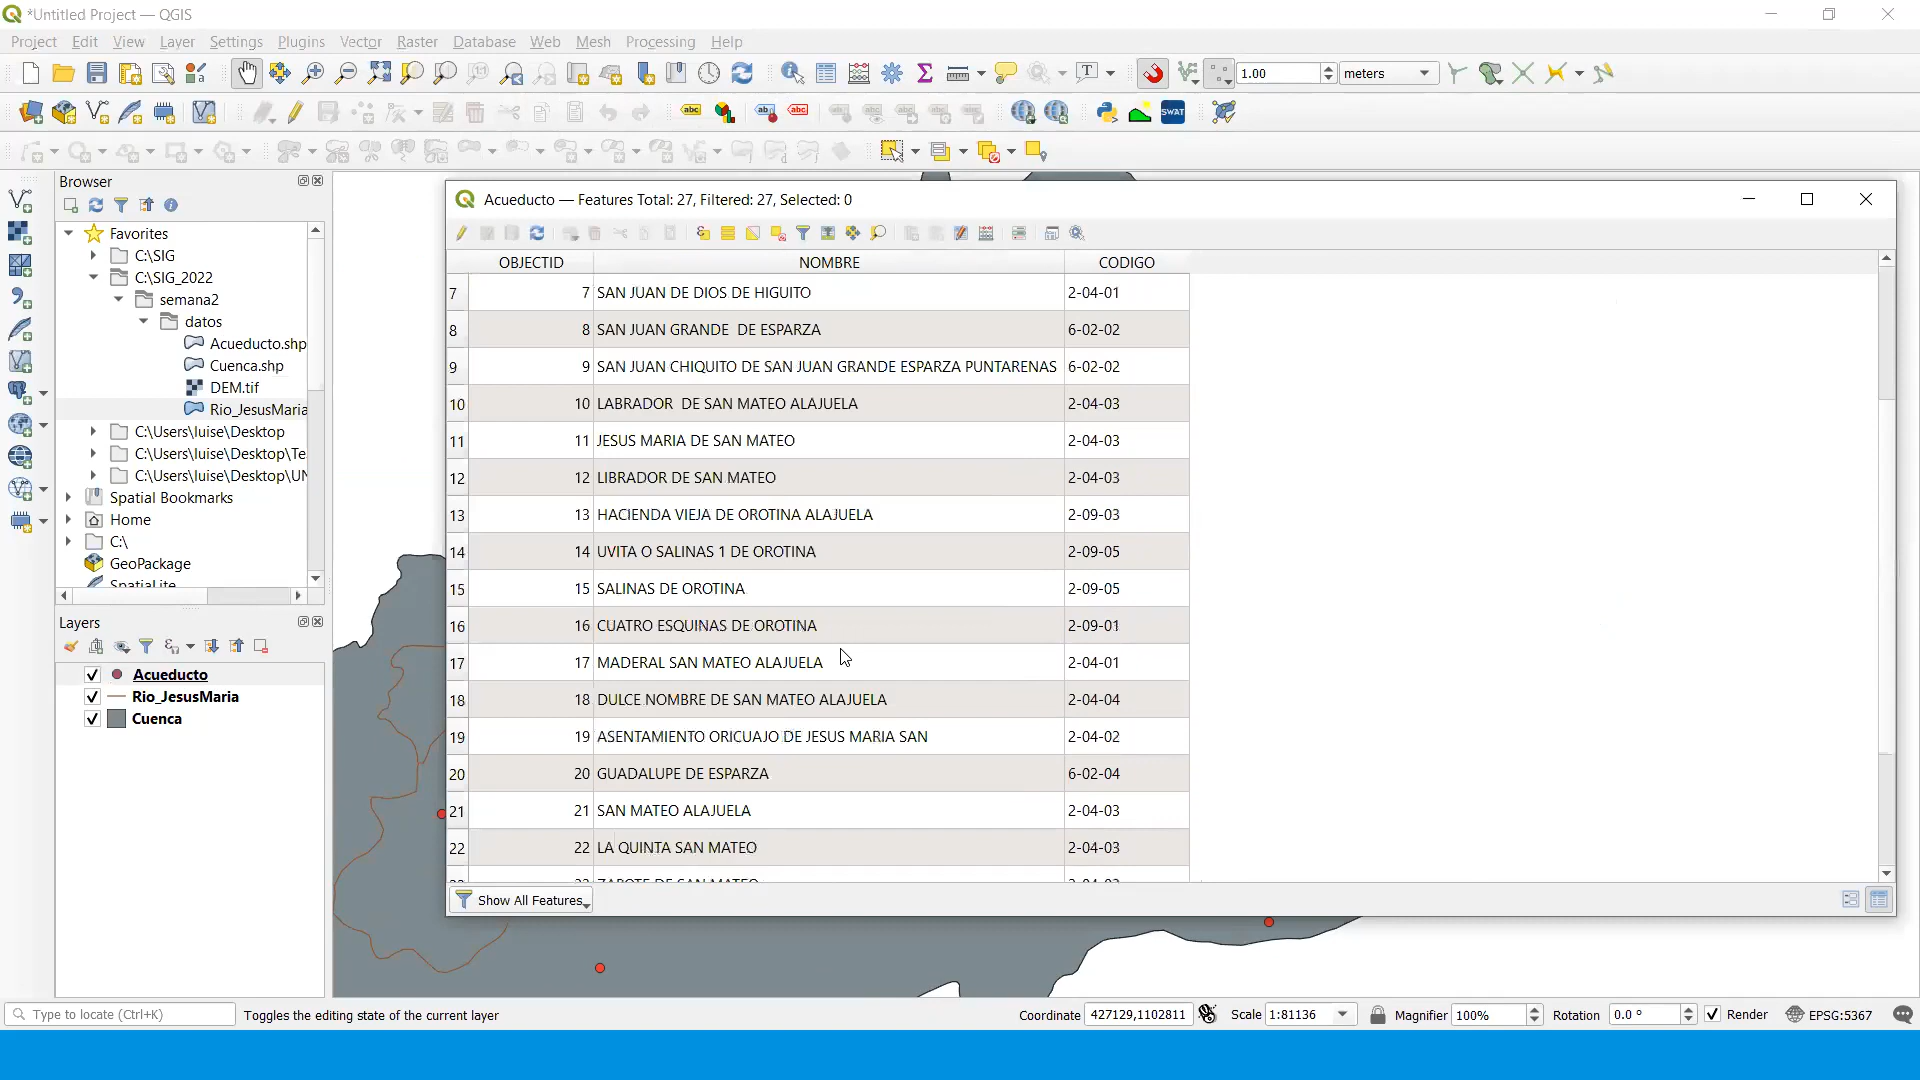 *Untitled Project — QGIS
Project Edit View Layer Settings Plugins Vector Raster Database Web Mesh Processing Help
1.00 meters
Browser
Favorites
C:\SIG
C:\SIG_2022
semana2
datos
Acueducto.shp
Cuenca.shp
DEM.tif
Rio_JesusMaria
C:\Users\luise\Desktop
C:\Users\luise\Desktop\Te
C:\Users\luise\Desktop\UN
Spatial Bookmarks
Home
C:\
GeoPackage
SpatiaLite
Layers
Acueducto
Rio_JesusMaria
Cuenca
Acueducto — Features Total: 27, Filtered: 27, Selected: 0
OBJECTID NOMBRE CODIGO
7 7 SAN JUAN DE DIOS DE HIGUITO 2-04-01
8 8 SAN JUAN GRANDE  DE ESPARZA 6-02-02
9 9 SAN JUAN CHIQUITO DE SAN JUAN GRANDE ESPARZA PUNTARENAS 6-02-02
10 10 LABRADOR  DE SAN MATEO ALAJUELA 2-04-03
11 11 JESUS MARIA DE SAN MATEO 2-04-03
12 12 LIBRADOR DE SAN MATEO 2-04-03
13 13 HACIENDA VIEJA DE OROTINA ALAJUELA 2-09-03
14 14 UVITA O SALINAS 1 DE OROTINA 2-09-05
15 15 SALINAS DE OROTINA 2-09-05
16 16 CUATRO ESQUINAS DE OROTINA 2-09-01
17 17 MADERAL SAN MATEO ALAJUELA 2-04-01
18 18 DULCE NOMBRE DE SAN MATEO ALAJUELA 2-04-04
19 19 ASENTAMIENTO ORICUAJO DE JESUS MARIA SAN 2-04-02
20 20 GUADALUPE DE ESPARZA 6-02-04
21 21 SAN MATEO ALAJUELA 2-04-03
22 22 LA QUINTA SAN MATEO 2-04-03
Show All Features
Type to locate (Ctrl+K) Toggles the editing state of the current layer Coordinate 427129,1102811 Scale 1:81136 Magnifier 100% Rotation 0.0 ° Render EPSG:5367